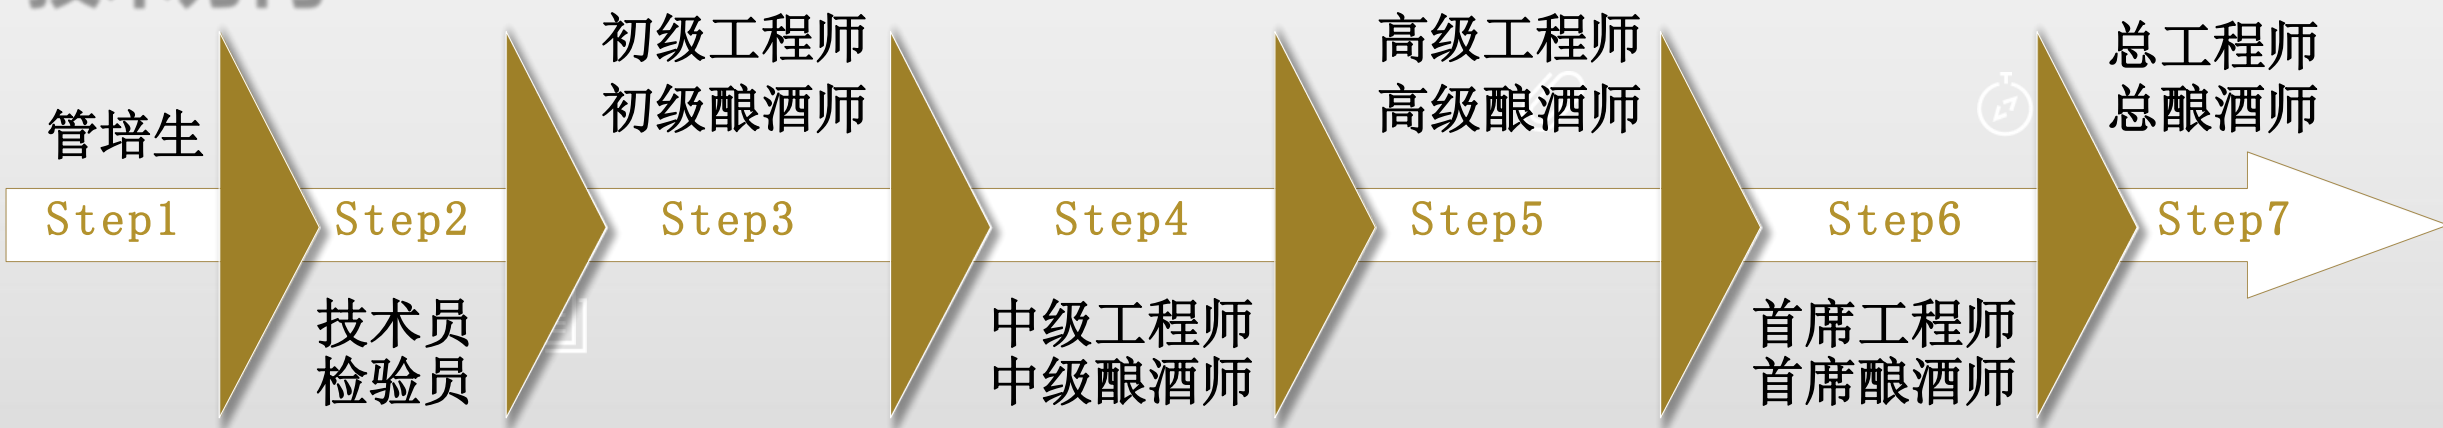 管培生
Step1
Step2
技术员
检验员
初级工程师
初级酿酒师
Step3
Step4
中级工程师
中级酿酒师
高级工程师
高级酿酒师
Step5
Step6
首席工程师
首席酿酒师
总工程师
总酿酒师
Step7